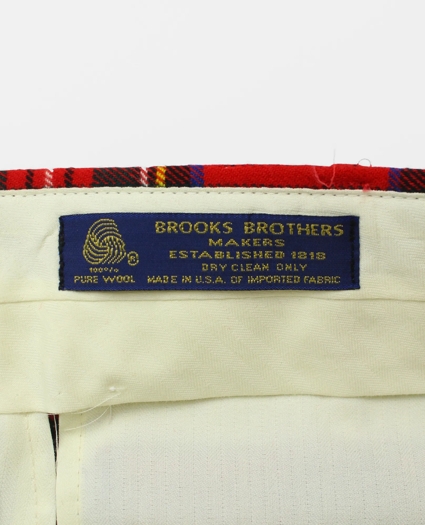 BROOKS BROTHERS
MAKERS
ESTABLISHED 1818
DRY CLEAN ONLY
MADE IN U.S.A. OF IMPORTED FABRIC
®
100%
PURE WOOL